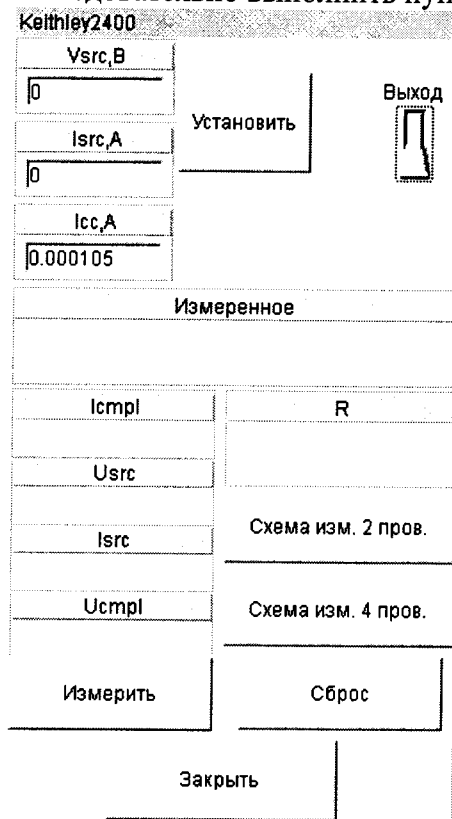 Keithley2400
Vsrc,В
0
Isrc,A
0
Icc,A
0.000105
Установить
Выход
Измеренное
Icmpl
R
Usrc
Isrc
Ucmpl
Схема изм. 2 пров.
Схема изм. 4 пров.
Измерить
Сброс
Закрыть